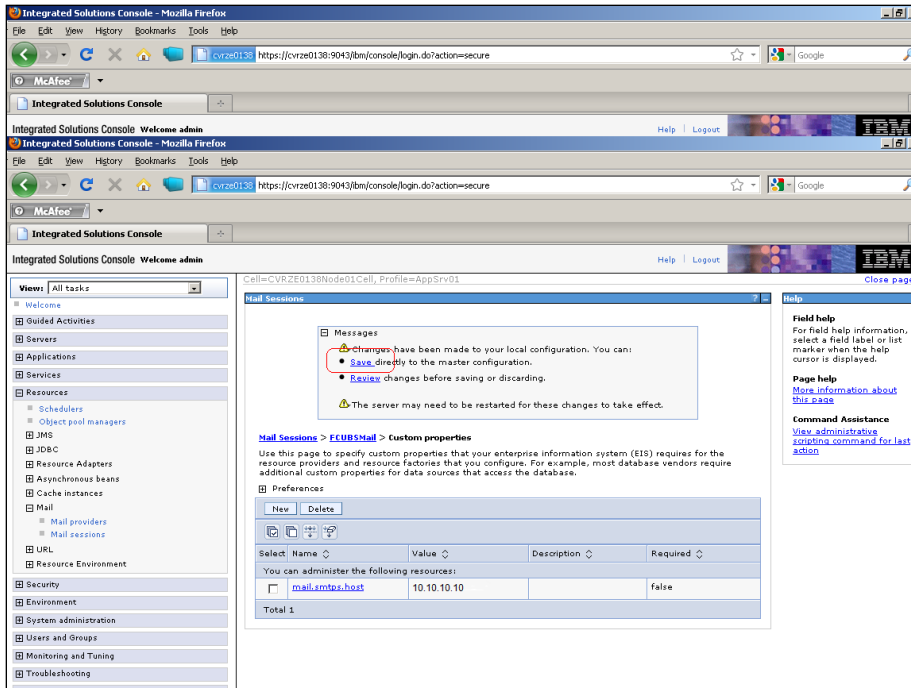 Integrated Solutions Console - Mozilla Firefox
File Edit View History Bookmarks Tools Help
cvrze0138 https://cvrze0138:9043/ibm/console/login.do?action=secure
Google
McAfee
Integrated Solutions Console
Integrated Solutions Console Welcome admin
Help | Logout
IBM
Integrated Solutions Console - Mozilla Firefox
File Edit View History Bookmarks Tools Help
cvrze0138 https://cvrze0138:9043/ibm/console/login.do?action=secure
Google
McAfee
Integrated Solutions Console
Integrated Solutions Console Welcome admin
Help | Logout
IBM
View: All tasks
Welcome
Guided Activities
Servers
Applications
Services
Resources
Schedulers
Object pool managers
JMS
JDBC
Resource Adapters
Asynchronous beans
Cache instances
Mail
Mail providers
Mail sessions
URL
Resource Environment
Security
Environment
System administration
Users and Groups
Monitoring and Tuning
Troubleshooting
Cell=CVRZE0138Node01Cell, Profile=AppSrv01
Close page
Mail Sessions
?
Messages
Changes have been made to your local configuration. You can:
Save directly to the master configuration.
Review changes before saving or discarding.
The server may need to be restarted for these changes to take effect.
Mail Sessions > FCUBSMail > Custom properties
Use this page to specify custom properties that your enterprise information system (EIS) requires for the
resource providers and resource factories that you configure. For example, most database vendors require
additional custom properties for data sources that access the database.
Preferences
New Delete
Select Name Value Description Required
You can administer the following resources:
mail.smtps.host 10.10.10.10 false
Total 1
Help
Field help
For field help information,
select a field label or list
marker when the help
cursor is displayed.
Page help
More information about
this page
Command Assistance
View administrative
scripting command for last
action